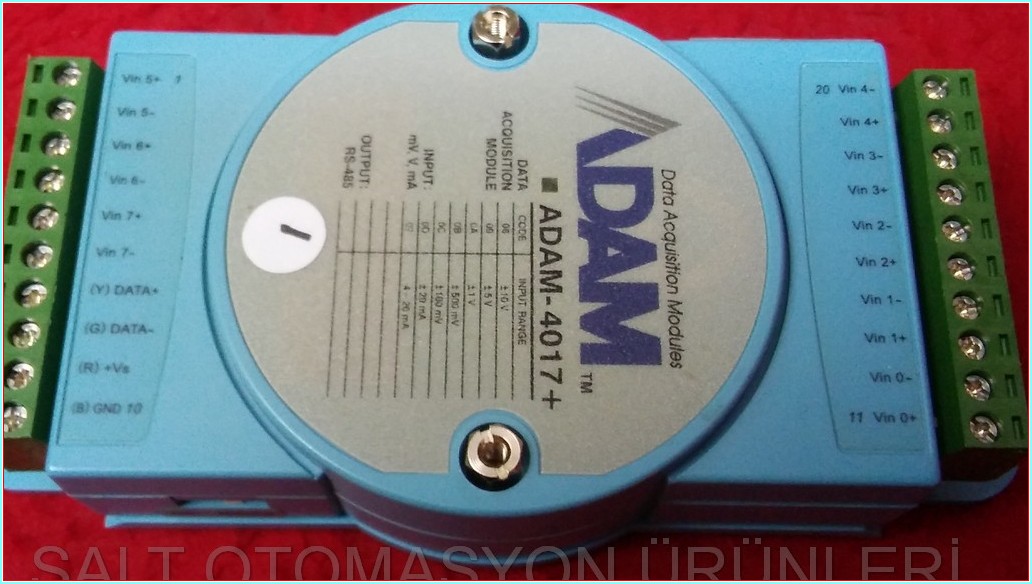 Vin 5+ 1
Vin 5-
Vin 6+
Vin 6-
Vin 7+
Vin 7-
(Y) DATA+
(G) DATA-
(R) +Vs
(B) GND 10
ADAM™
Data Acquisition Modules
ADAM-4017+
DATA
ACQUISITION
MODULE
INPUT:
mV, V, mA
OUTPUT:
RS-485
CODE INPUT RANGE
08 ±10 V
09 ±5 V
0A ±1 V
0B ±500 mV
0C ±150 mV
0D ±20 mA
07 4~20 mA
1
20 Vin 4-
Vin 4+
Vin 3-
Vin 3+
Vin 2-
Vin 2+
Vin 1-
Vin 1+
Vin 0-
11 Vin 0+
SALT OTOMASYON ÜRÜNLERİ